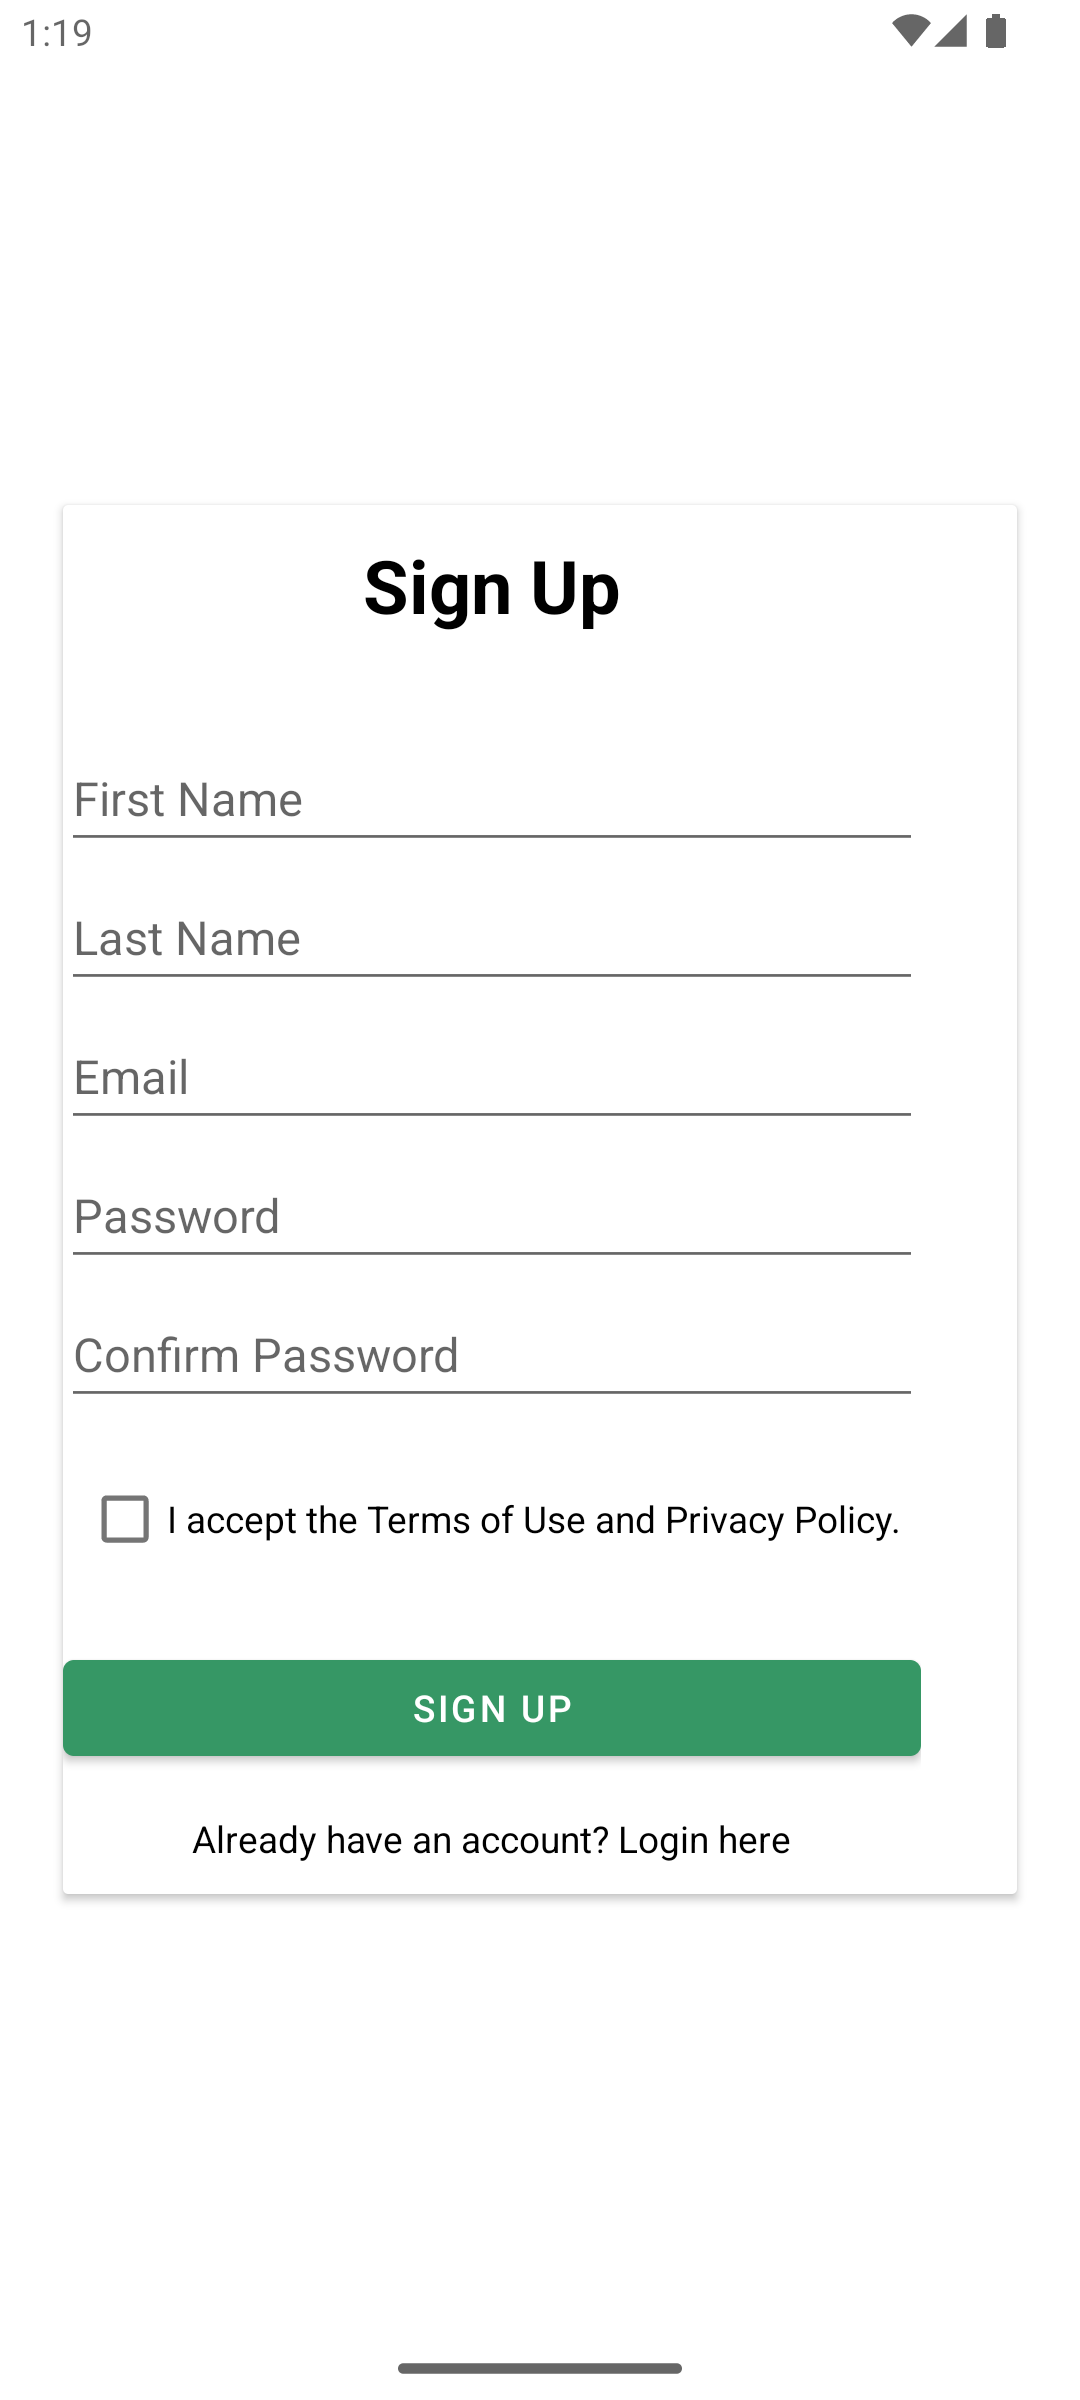 1:19
Sign Up
First Name
Last Name
Email
Password
Confirm Password
I accept the Terms of Use and Privacy Policy.
SIGN UP
Already have an account? Login here